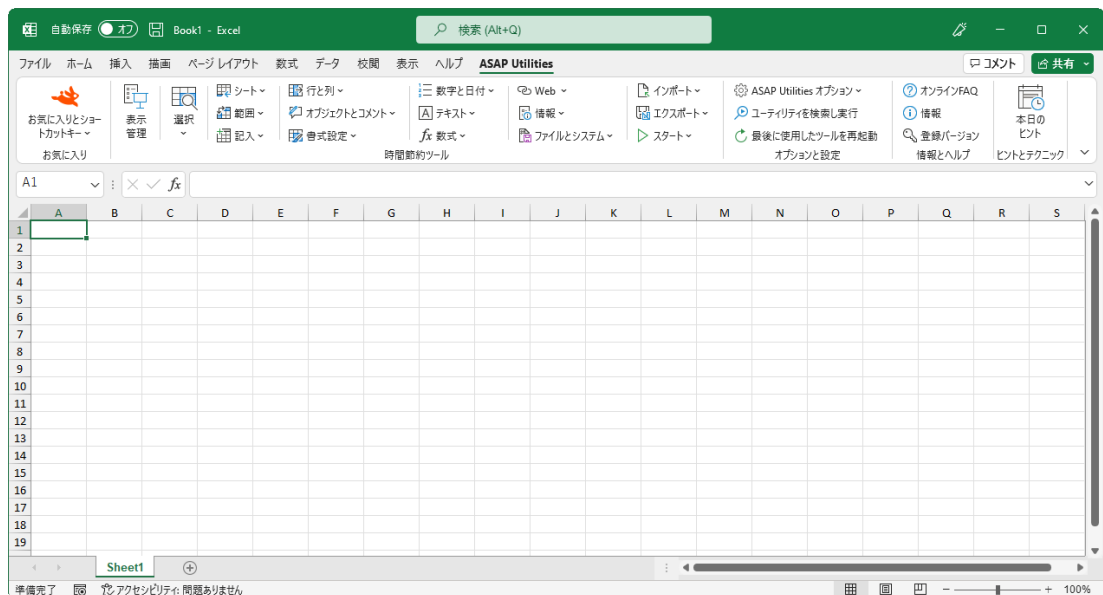 自動保存 オフ Book1 - Excel 検索 (Alt+Q)
ファイル ホーム 挿入 描画 ページ レイアウト 数式 データ 校閲 表示 ヘルプ ASAP Utilities コメント 共有
お気に入りとショートカットキー
表示管理
選択
シート
範囲
記入
行と列
オブジェクトとコメント
書式設定
数字と日付
テキスト
fx 数式
Web
情報
ファイルとシステム
インポート
エクスポート
スタート
ASAP Utilities オプション
ユーティリティを検索し実行
最後に使用したツールを再起動
オンラインFAQ
情報
登録バージョン
本日の
ヒント
お気に入り 時間節約ツール オプションと設定 情報とヘルプ ヒントとテクニック
A1 fx
A B C D E F G H I J K L M N O P Q R S
1
2
3
4
5
6
7
8
9
10
11
12
13
14
15
16
17
18
19
Sheet1
準備完了 アクセシビリティ: 問題ありません 100%